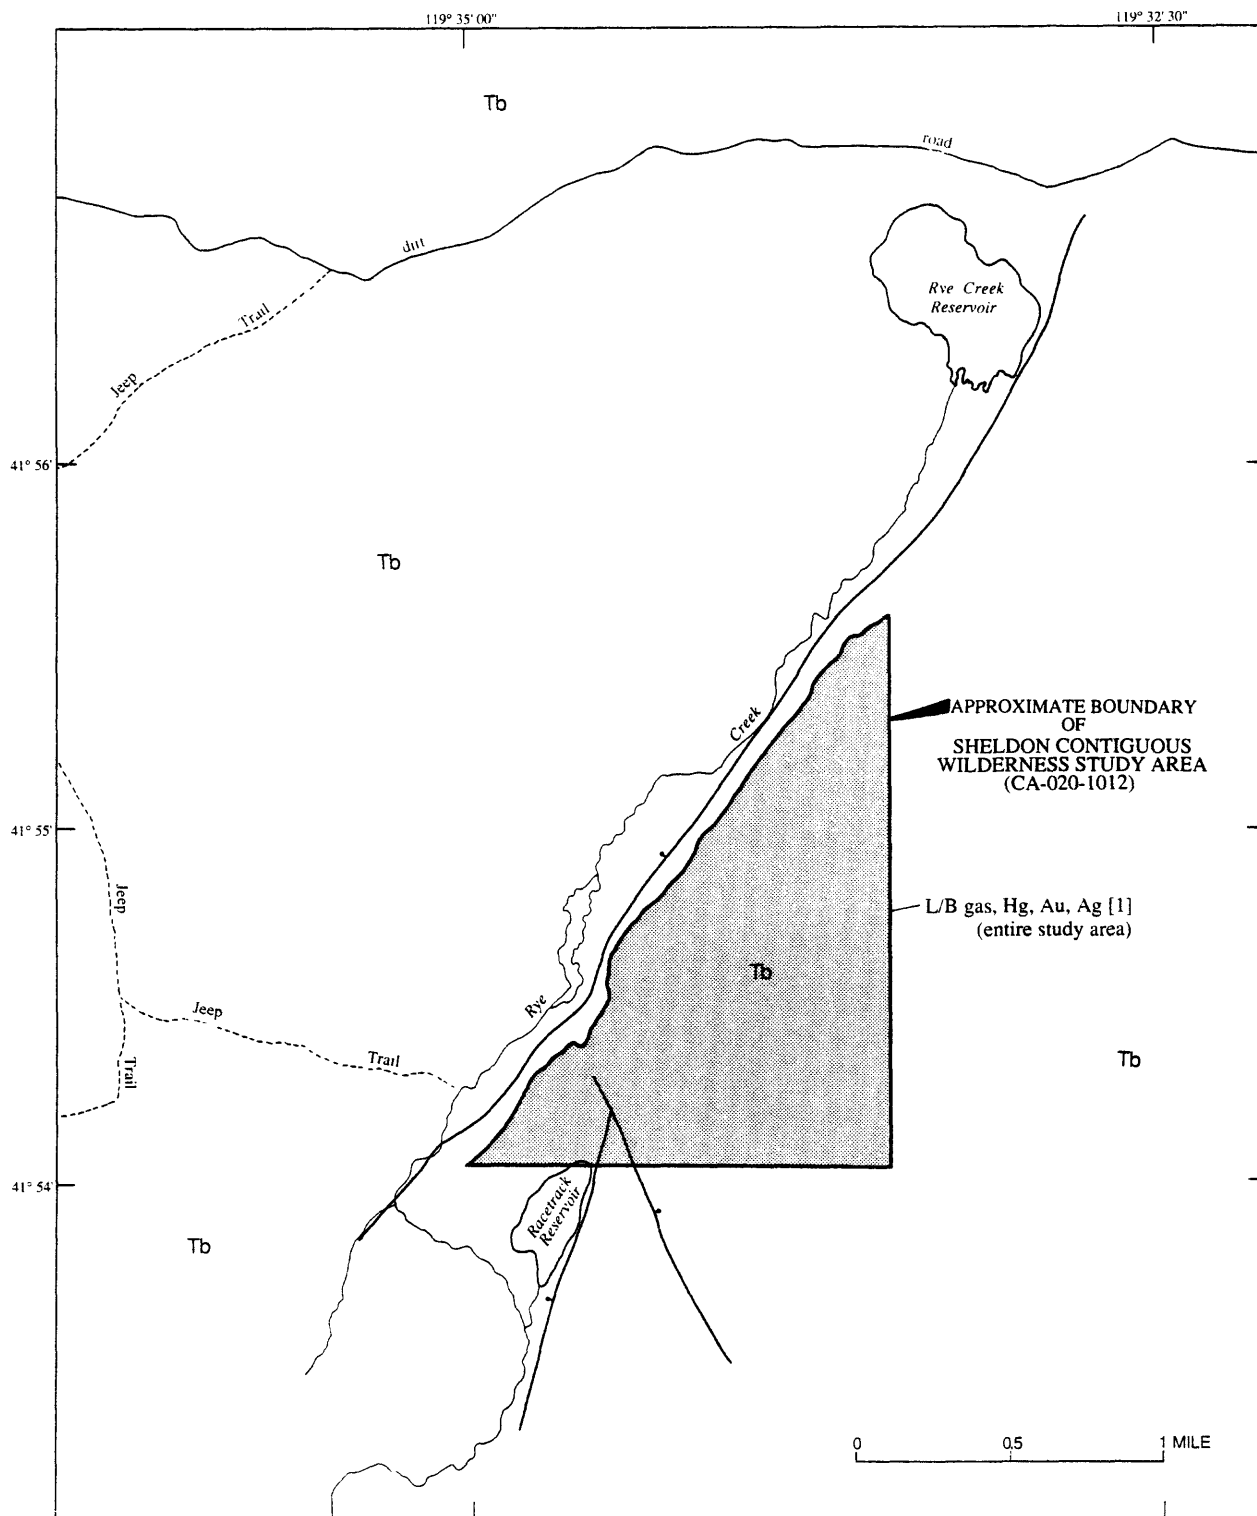 119° 35' 00"
119° 32' 30"
Tb
road
dirt
Rye Creek
Reservoir
Trail
Jeep
41° 56'
Tb
Creek
APPROXIMATE BOUNDARY
OF
SHELDON CONTIGUOUS
WILDERNESS STUDY AREA
(CA-020-1012)
41° 55'
Jeep
L/B gas, Hg, Au, Ag [1]
(entire study area)
Tb
Rye
Jeep
Trail
Trail
Tb
41° 54'
Racetrack
Reservoir
Tb
0 0.5 1 MILE